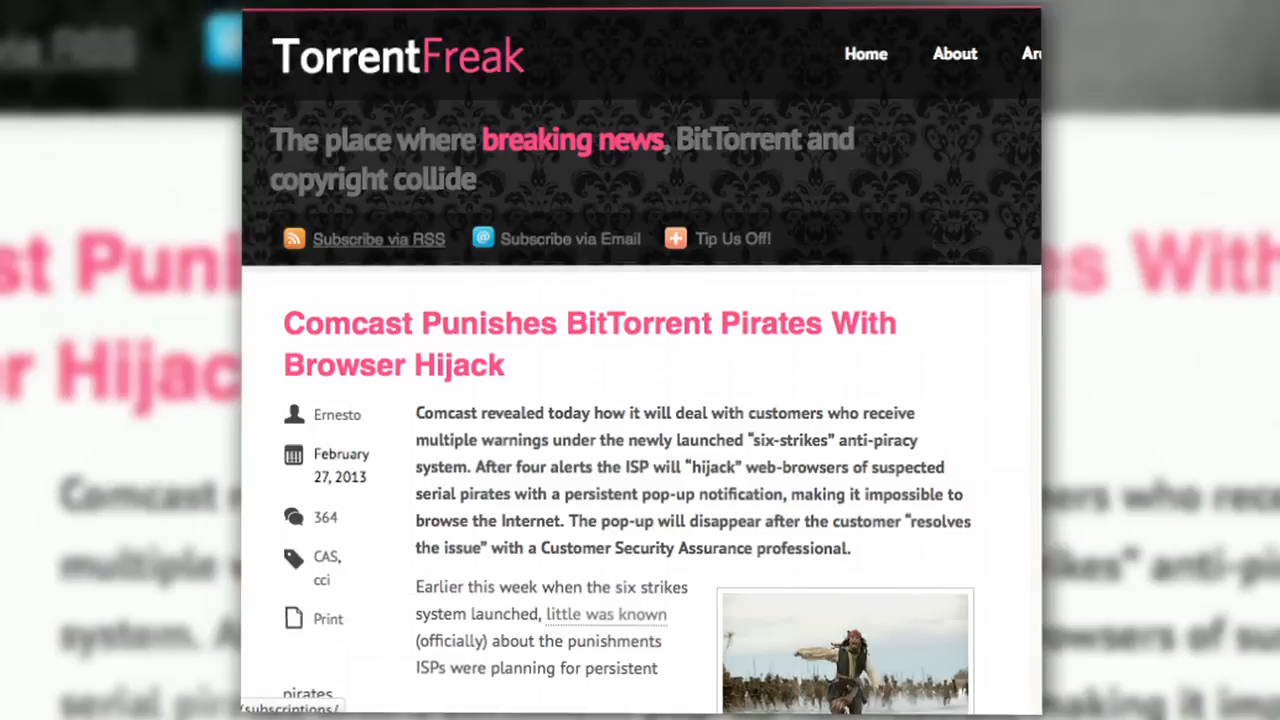 TorrentFreak
Home About
The place where breaking news, BitTorrent and
copyright collide
Subscribe via RSS Subscribe via Email Tip Us Off!
Comcast Punishes BitTorrent Pirates With
Browser Hijack
Ernesto
February
27, 2013
364
CAS,
cci
Print
Comcast revealed today how it will deal with customers who receive
multiple warnings under the newly launched “six-strikes” anti-piracy
system. After four alerts the ISP will “hijack” web-browsers of suspected
serial pirates with a persistent pop-up notification, making it impossible to
browse the Internet. The pop-up will disappear after the customer “resolves
the issue” with a Customer Security Assurance professional.
Earlier this week when the six strikes
system launched, little was known
(officially) about the punishments
ISPs were planning for persistent
pirates
/subscriptions/